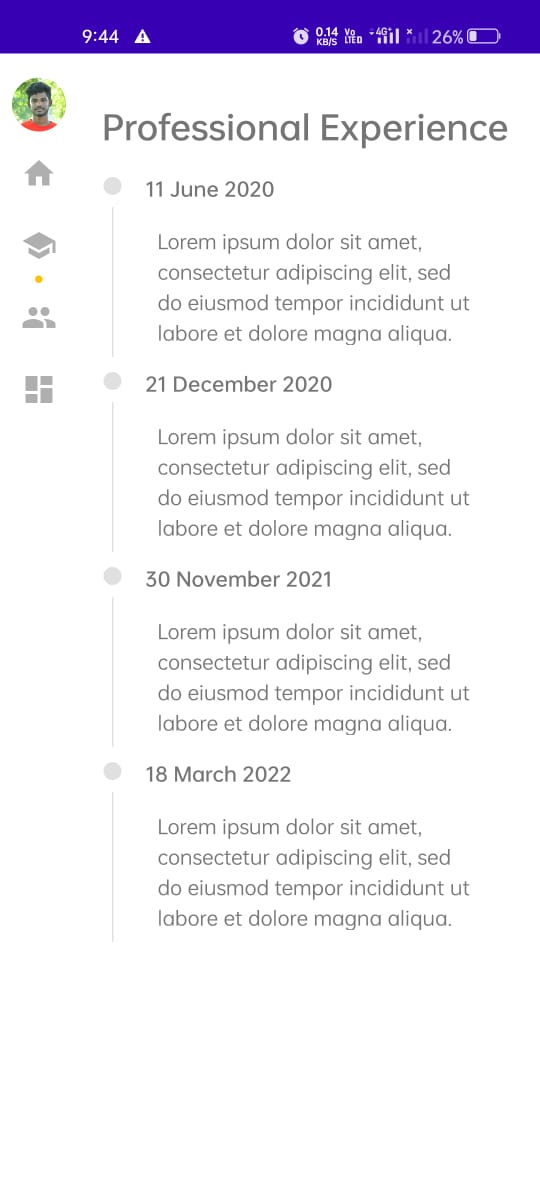 9:44
0.14
KB/S
Vo
LTED
4G+
26%
Professional Experience
11 June 2020
Lorem ipsum dolor sit amet,
consectetur adipiscing elit, sed
do eiusmod tempor incididunt ut
labore et dolore magna aliqua.
21 December 2020
Lorem ipsum dolor sit amet,
consectetur adipiscing elit, sed
do eiusmod tempor incididunt ut
labore et dolore magna aliqua.
30 November 2021
Lorem ipsum dolor sit amet,
consectetur adipiscing elit, sed
do eiusmod tempor incididunt ut
labore et dolore magna aliqua.
18 March 2022
Lorem ipsum dolor sit amet,
consectetur adipiscing elit, sed
do eiusmod tempor incididunt ut
labore et dolore magna aliqua.